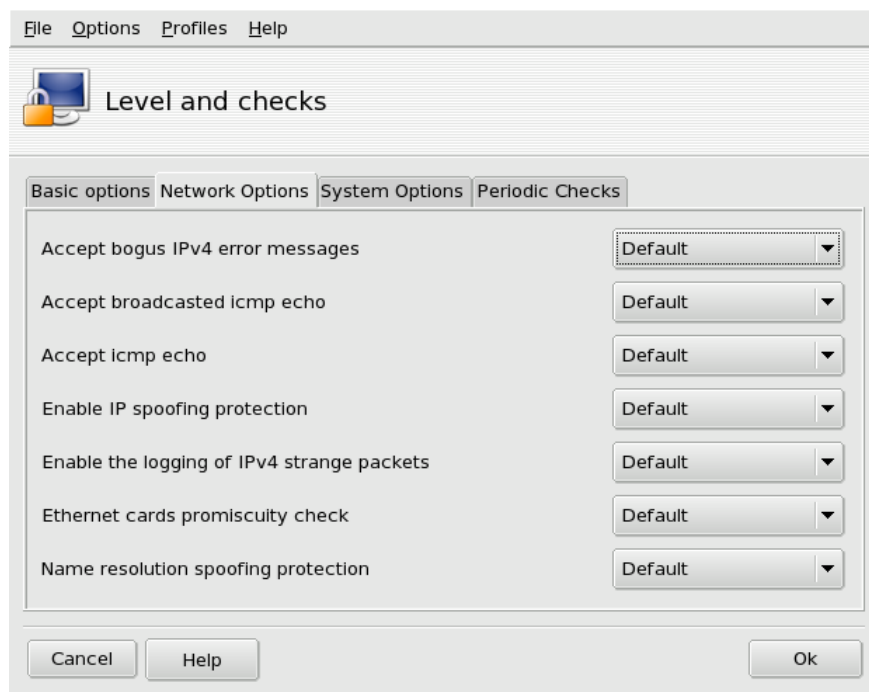 File Options Profiles Help
Level and checks
Basic options Network Options System Options Periodic Checks
Accept bogus IPv4 error messages Default
Accept broadcasted icmp echo Default
Accept icmp echo Default
Enable IP spoofing protection Default
Enable the logging of IPv4 strange packets Default
Ethernet cards promiscuity check Default
Name resolution spoofing protection Default
Cancel Help Ok